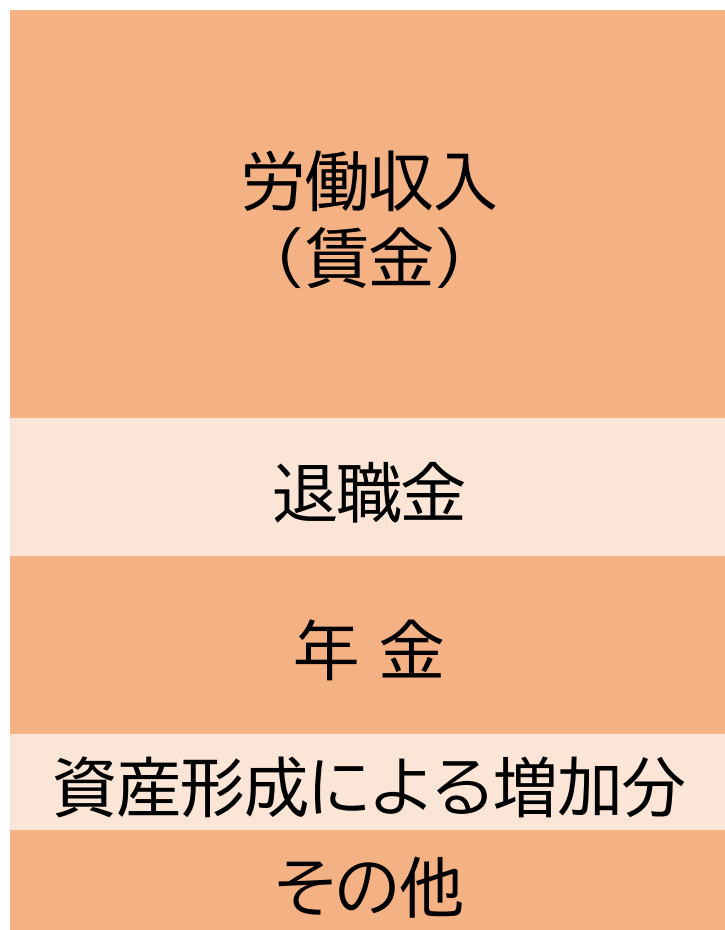 労働収入
（賃金）
退職金
年 金
資産形成による増加分
その他